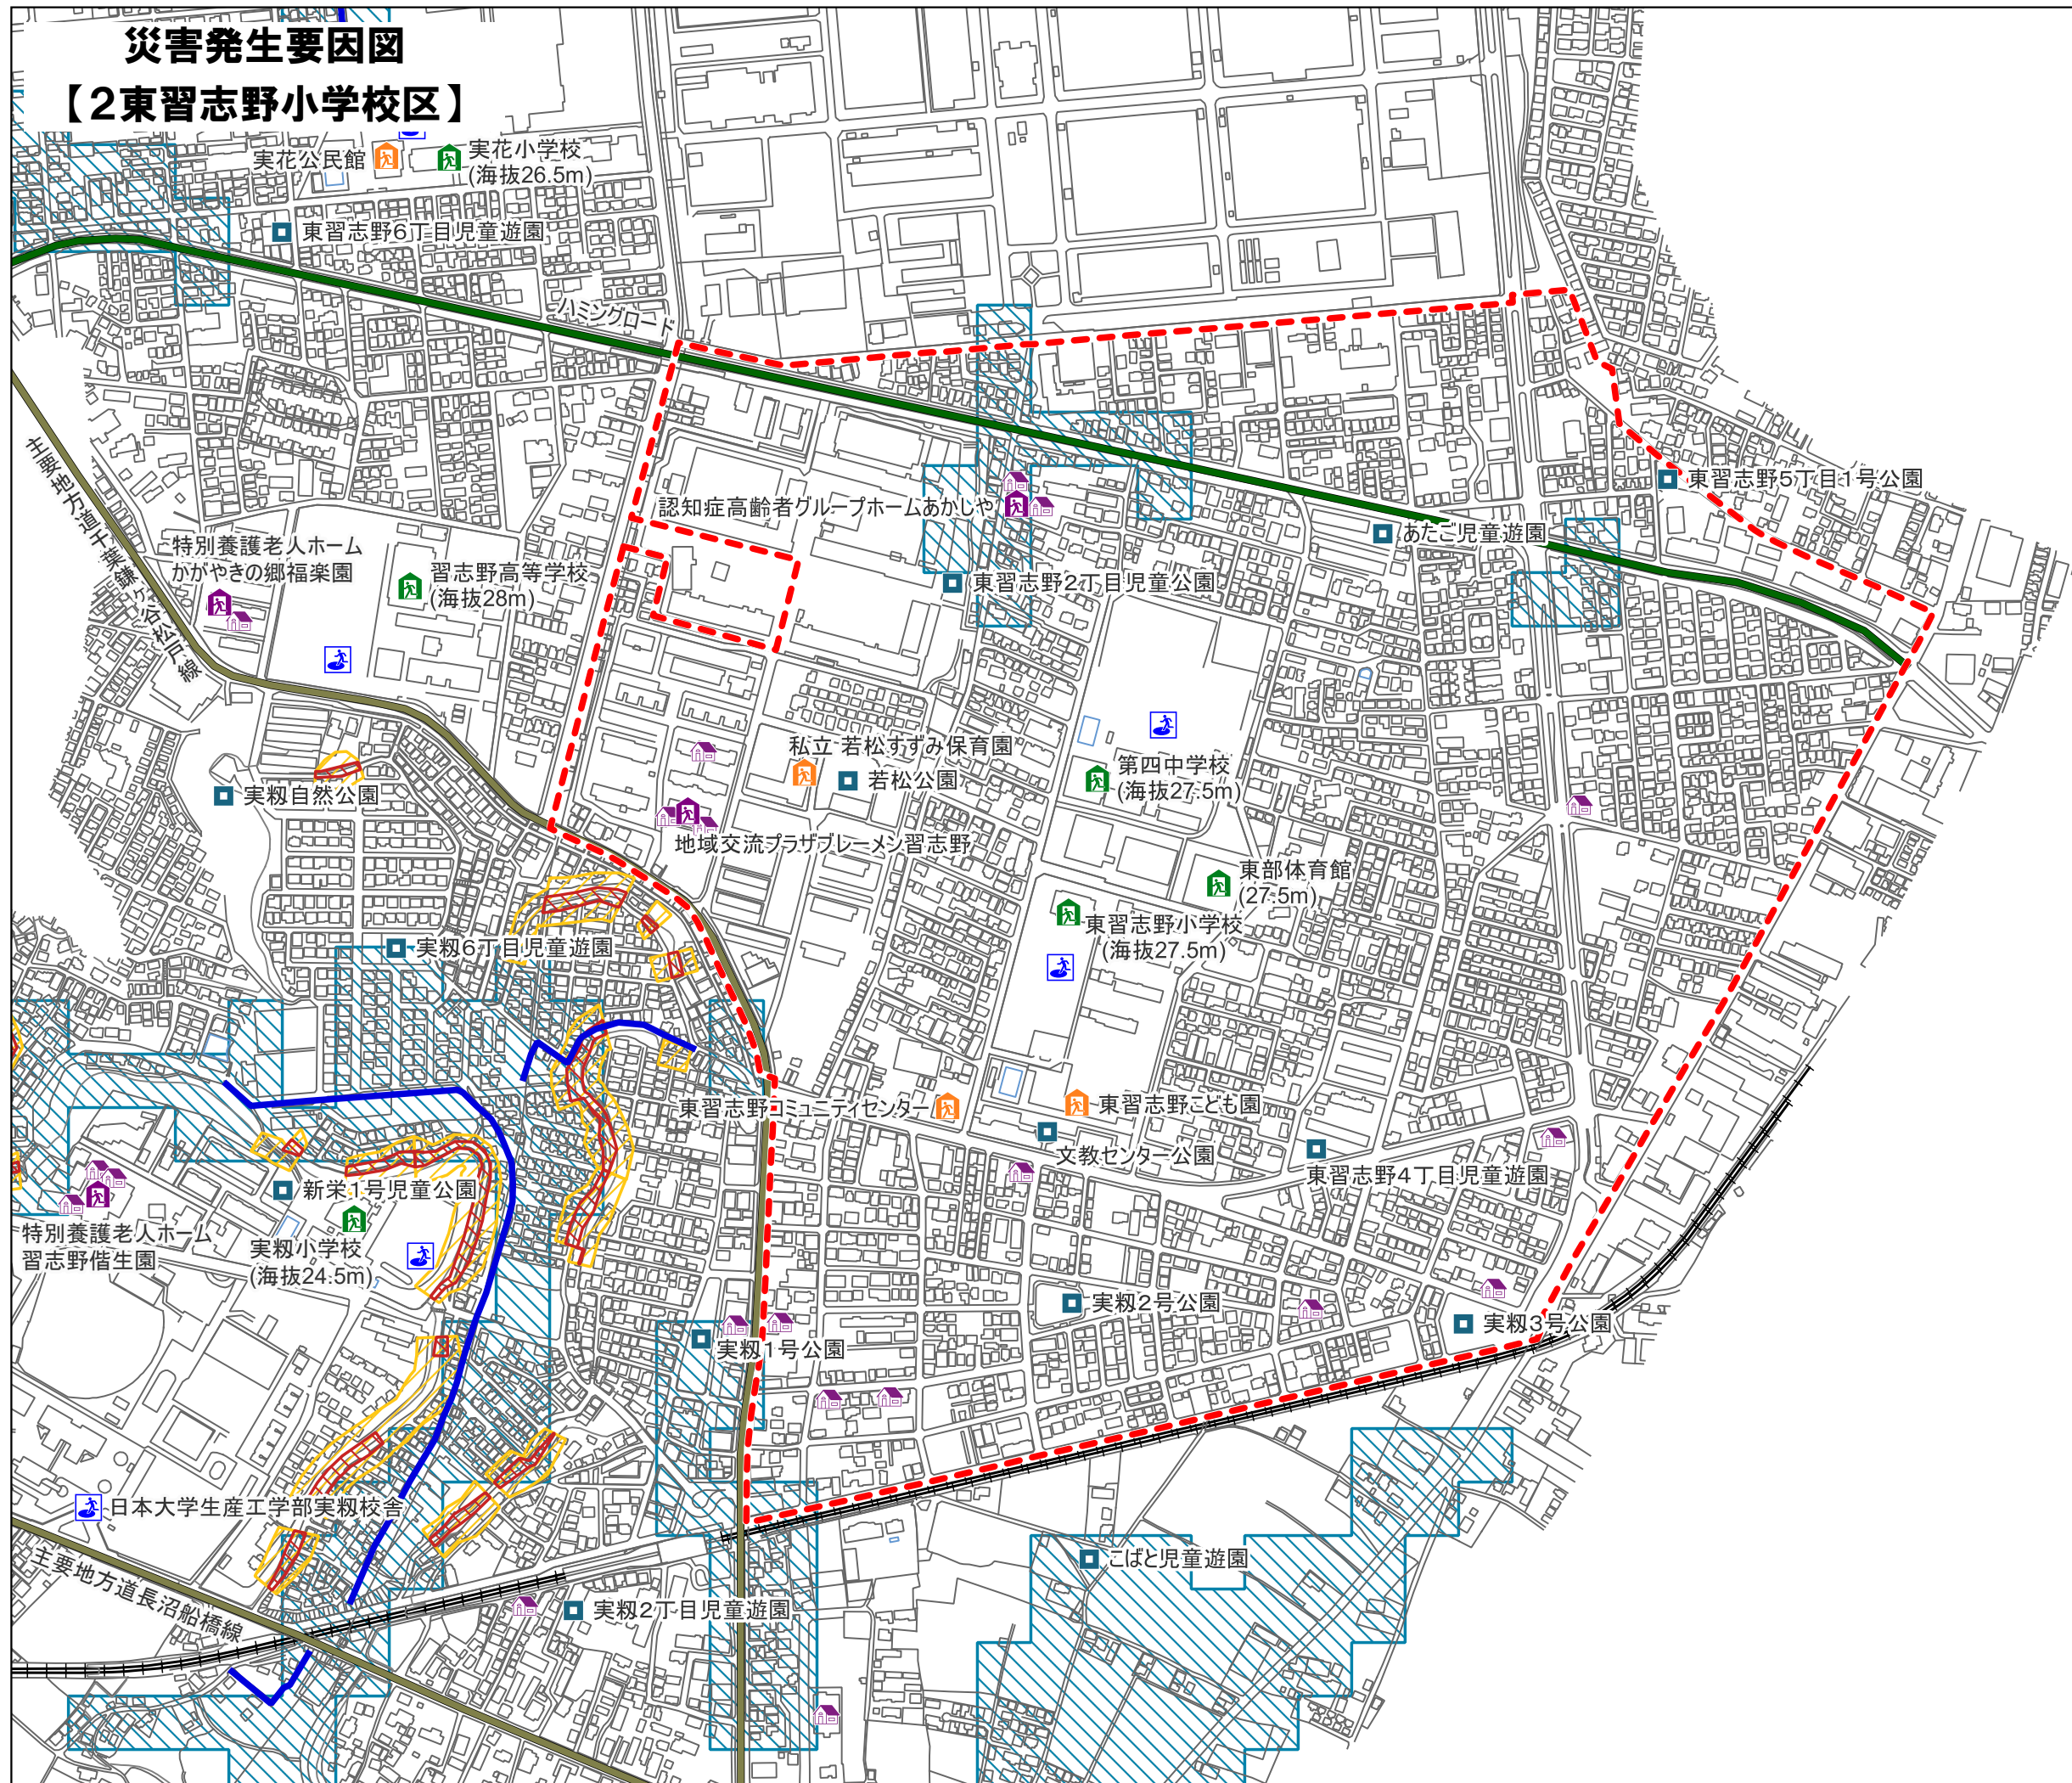 災害発生要因図
【２東習志野小学校区】
実花公民館
実花小学校
(海抜26.5m)
東習志野6丁目児童遊園
ハミングロード
主要地方道千葉鎌ケ谷松戸線
認知症高齢者グループホームあかしや
東習志野5丁目1号公園
あたご児童遊園
特別養護老人ホーム
かがやきの郷福楽園
習志野高等学校
(海抜28m)
東習志野2丁目児童公園
私立 若松すずみ保育園
若松公園
第四中学校
(海抜27.5m)
実籾自然公園
地域交流プラザブレーメン習志野
東部体育館
(27.5m)
東習志野小学校
(海抜27.5m)
実籾6丁目児童遊園
東習志野コミュニティセンター
東習志野こども園
文教センター公園
東習志野4丁目児童遊園
新栄1号児童公園
特別養護老人ホーム
習志野偕生園
実籾小学校
(海抜24.5m)
実籾2号公園
実籾3号公園
実籾1号公園
日本大学生産工学部実籾校舎
主要地方道長沼船橋線
こばと児童遊園
実籾2丁目児童遊園